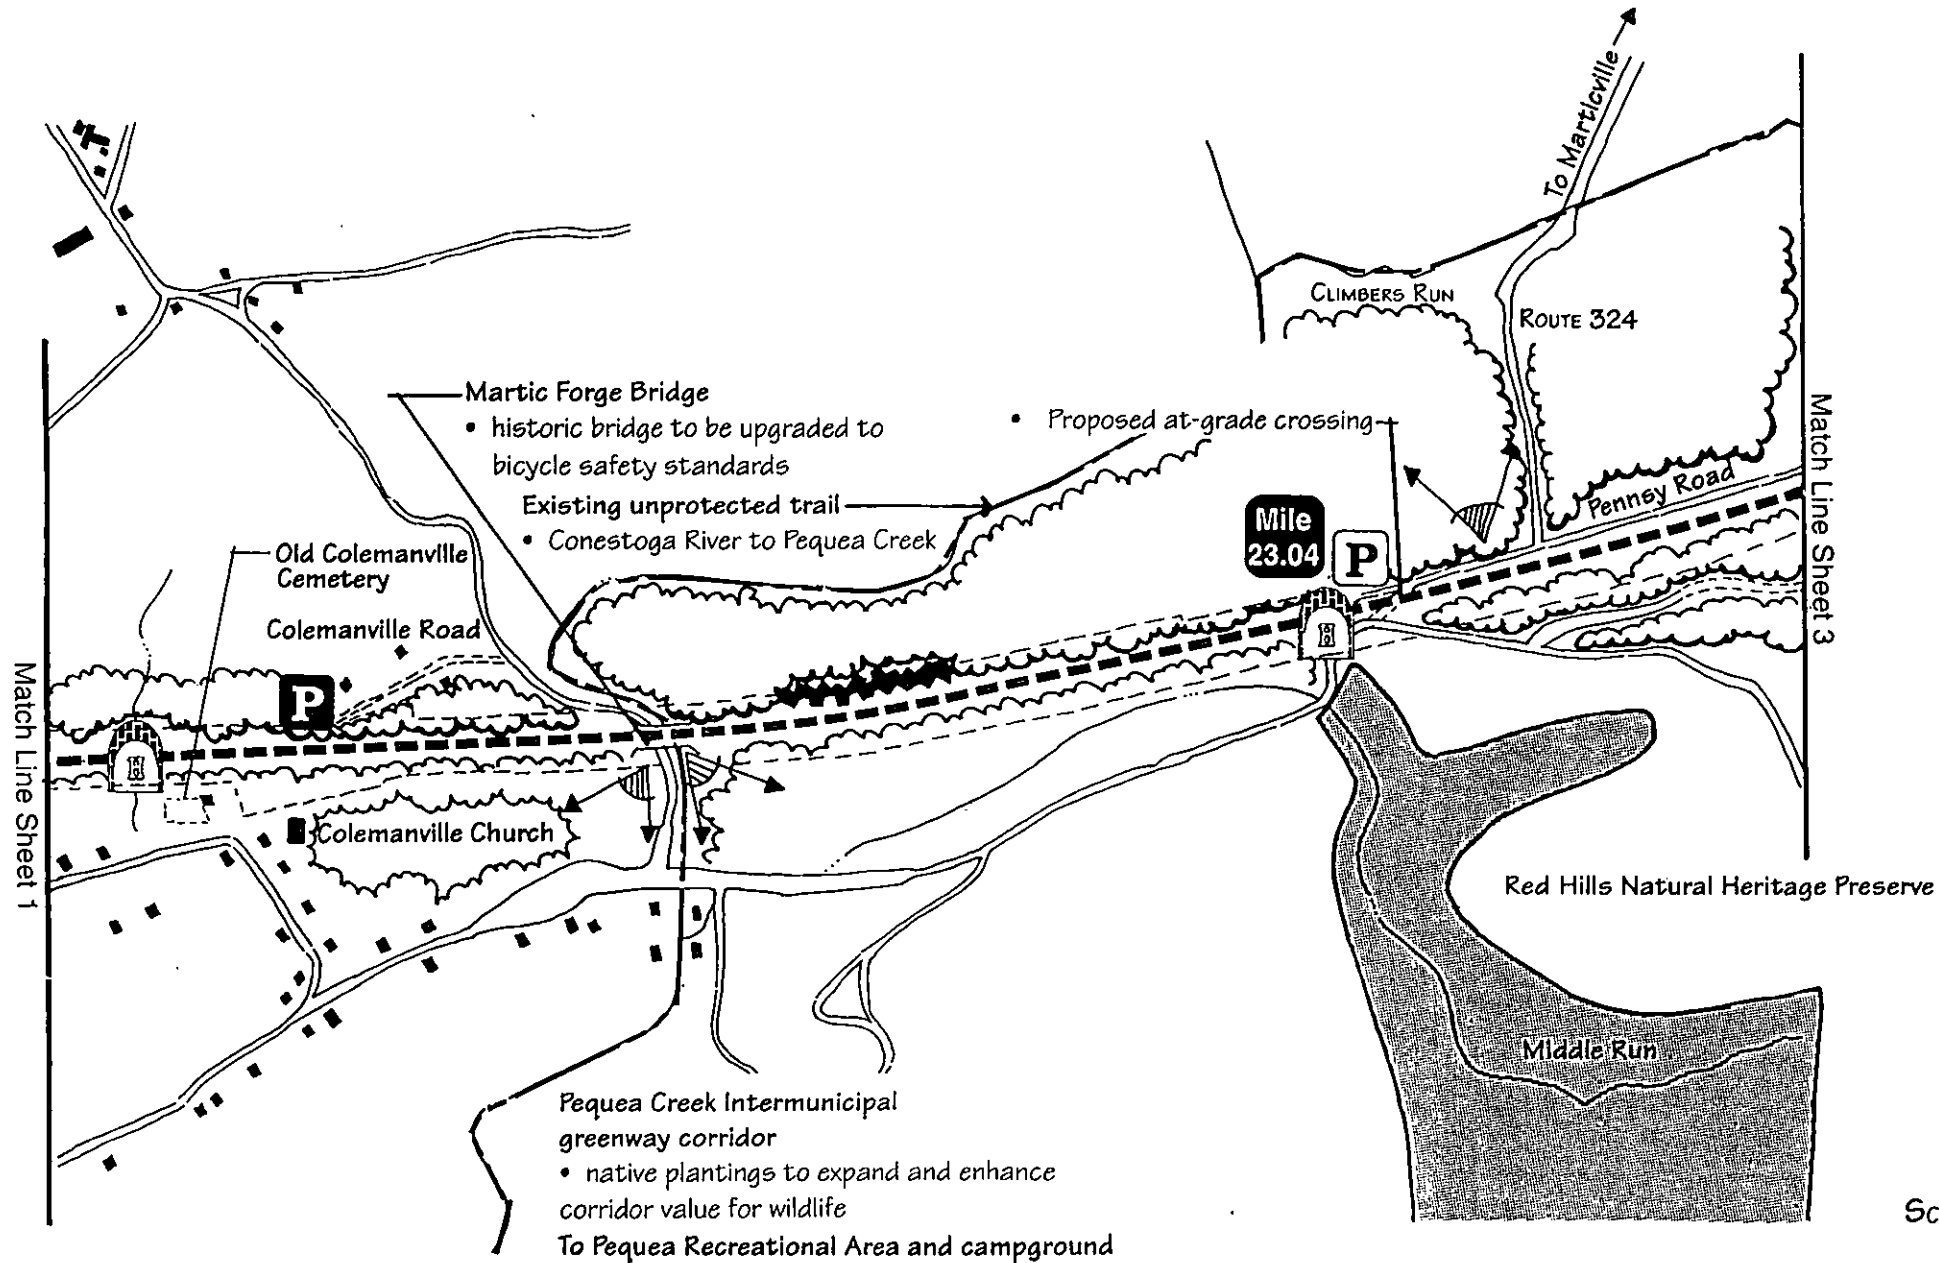 To Marticville
CLIMBERS RUN
ROUTE 324
Martic Forge Bridge
• historic bridge to be upgraded to
bicycle safety standards
• Proposed at-grade crossing
Existing unprotected trail
• Conestoga River to Pequea Creek
Pennsy Road
Match Line Sheet 3
Mile
23.04
P
Old Colemanville
Cemetery
Colemanville Road
P
Match Line Sheet 1
Colemanville Church
Red Hills Natural Heritage Preserve
Middle Run
Pequea Creek Intermunicipal
greenway corridor
• native plantings to expand and enhance
corridor value for wildlife
To Pequea Recreational Area and campground
Sc